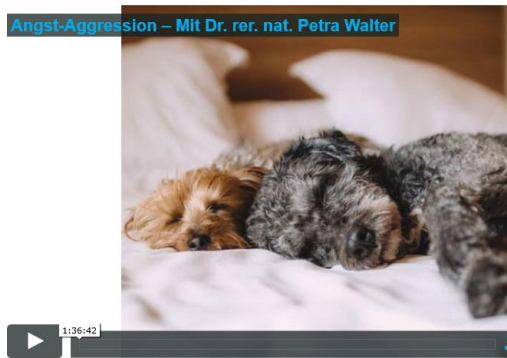 Angst-Aggression – Mit Dr. rer. nat. Petra Walter
1:36:42